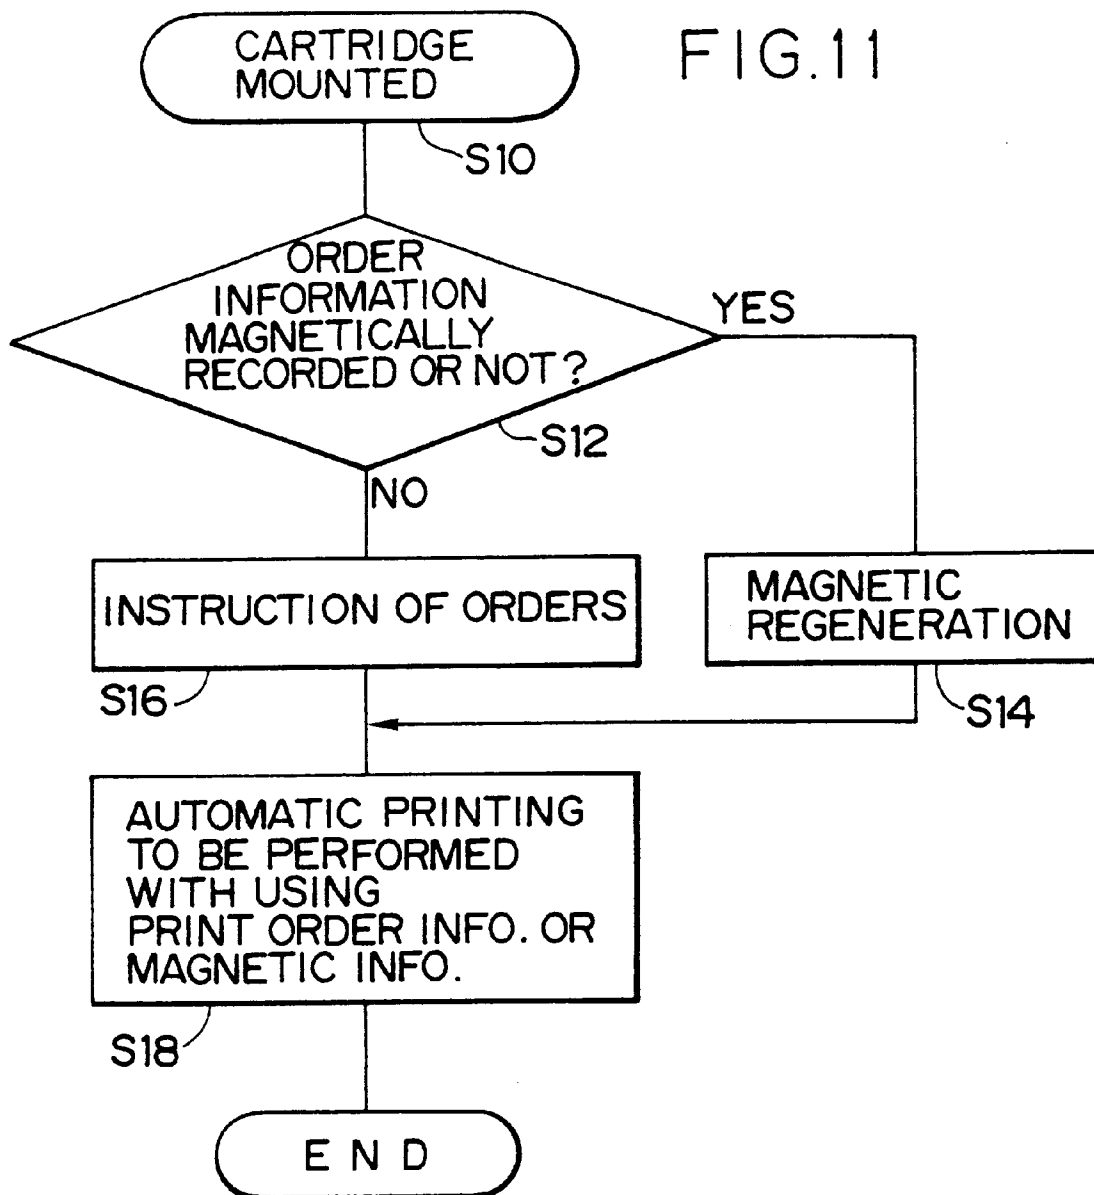 FIG.11
CARTRIDGE
MOUNTED
S10
ORDER
INFORMATION
MAGNETICALLY
RECORDED OR NOT?
YES
S12
NO
INSTRUCTION OF ORDERS
S16
MAGNETIC
REGENERATION
S14
AUTOMATIC PRINTING
TO BE PERFORMED
WITH USING
PRINT ORDER INFO. OR
MAGNETIC INFO.
S18
END